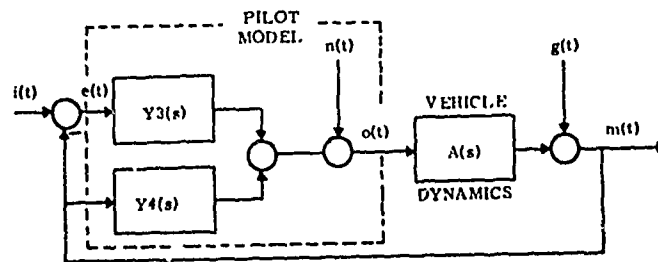 PILOT
MODEL
n(t)
g(t)
i(t)
e(t)
Y3(s)
VEHICLE
o(t)
A(s)
m(t)
DYNAMICS
Y4(s)